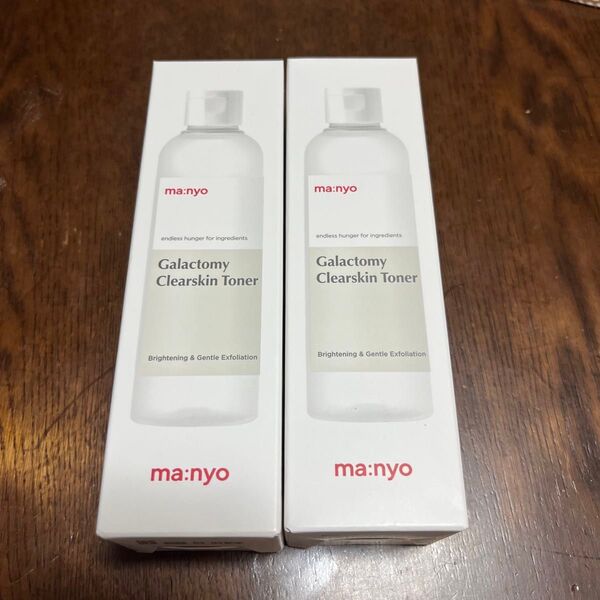 ma:nyo
endless hunger for ingredients
Galactomy
Clearskin Toner
Brightening & Gentle Exfoliation
ma:nyo
ma:nyo
endless hunger for ingredients
Galactomy
Clearskin Toner
Brightening & Gentle Exfoliation
ma:nyo